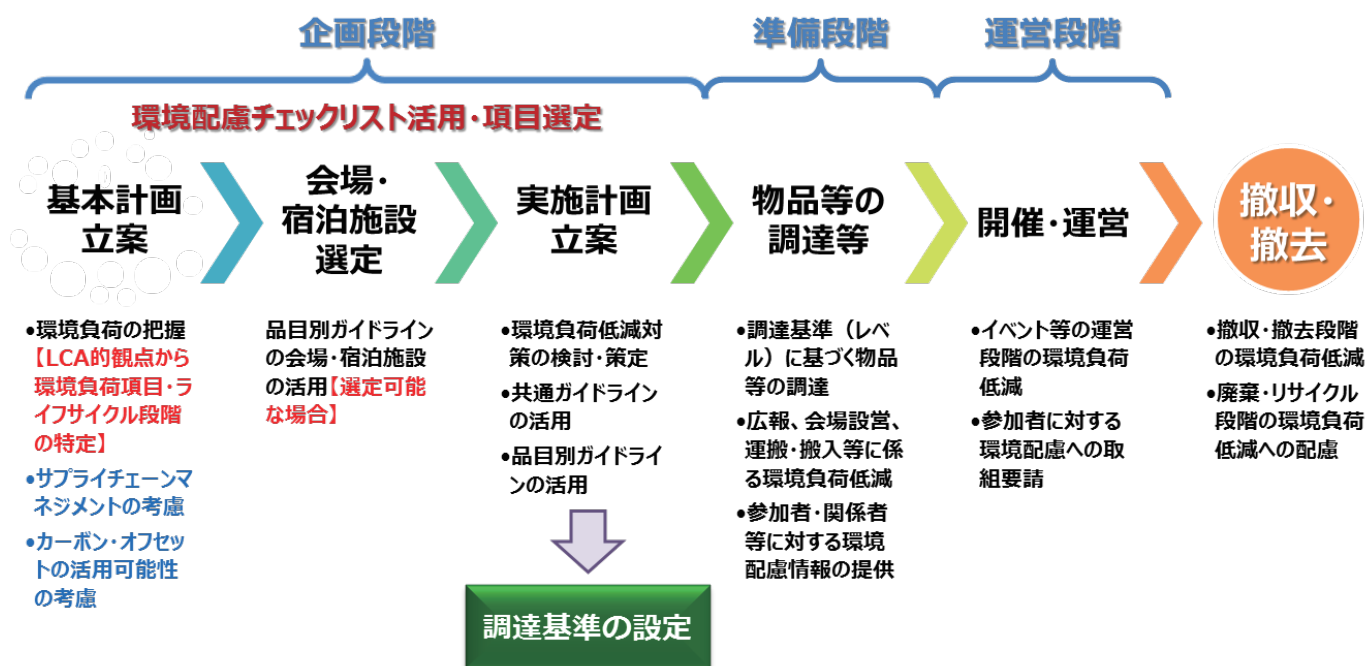 企画段階
準備段階
運営段階
環境配慮チェックリスト活用・項目選定
基本計画
立案
会場・
宿泊施設
選定
実施計画
立案
物品等の
調達等
開催・運営
撤収・
撤去
•環境負荷の把握
【LCA的観点から
環境負荷項目・ラ
イフサイクル段階
の特定】
•サプライチェーンマ
ネジメントの考慮
•カーボン・オフセッ
トの活用可能性
の考慮
品目別ガイドライン
の会場・宿泊施設
の活用【選定可能
な場合】
•環境負荷低減対
策の検討・策定
•共通ガイドライン
の活用
•品目別ガイドライ
ンの活用
調達基準の設定
•調達基準（レベ
ル）に基づく物品
等の調達
•広報、会場設営、
運搬・搬入等に係
る環境負荷低減
•参加者・関係者
等に対する環境
配慮情報の提供
•イベント等の運営
段階の環境負荷
低減
•参加者に対する
環境配慮への取
組要請
•撤収・撤去段階
の環境負荷低減
•廃棄・リサイクル
段階の環境負荷
低減への配慮